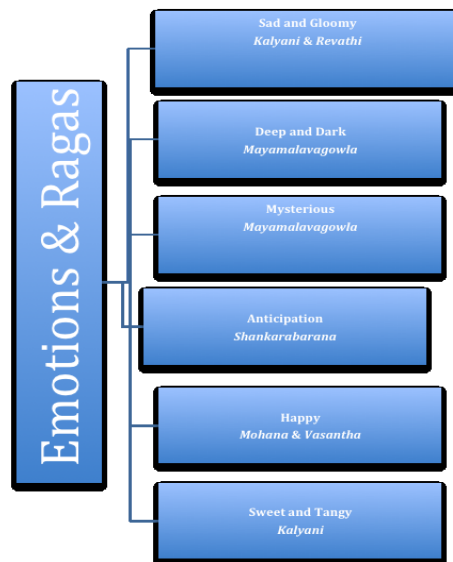 Emotions & Ragas
Sad and Gloomy
Kalyani & Revathi
Deep and Dark
Mayamalavagowla
Mysterious
Mayamalavagowla
Anticipation
Shankarabarana
Happy
Mohana & Vasantha
Sweet and Tangy
Kalyani